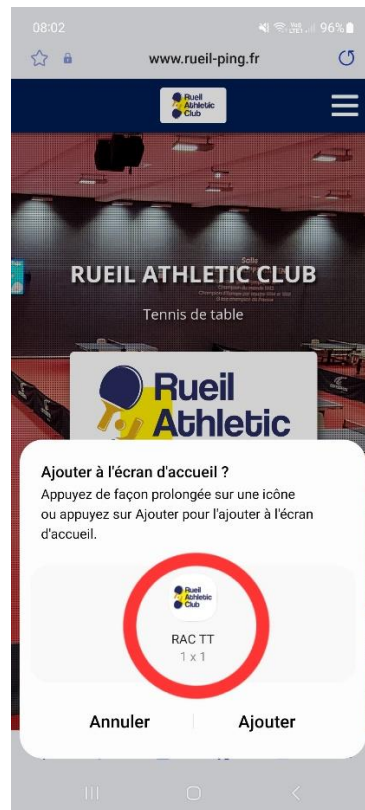 08:02
96%
www.rueil-ping.fr
Rueil
Athletic
Club
RUEIL ATHLETIC CLUB
Tennis de table
Rueil
Athletic
Ajouter à l'écran d'accueil ?
Appuyez de façon prolongée sur une icône
ou appuyez sur Ajouter pour l'ajouter à l'écran
d'accueil.
Rueil
Athletic
Club
RAC TT
1 x 1
Annuler
Ajouter